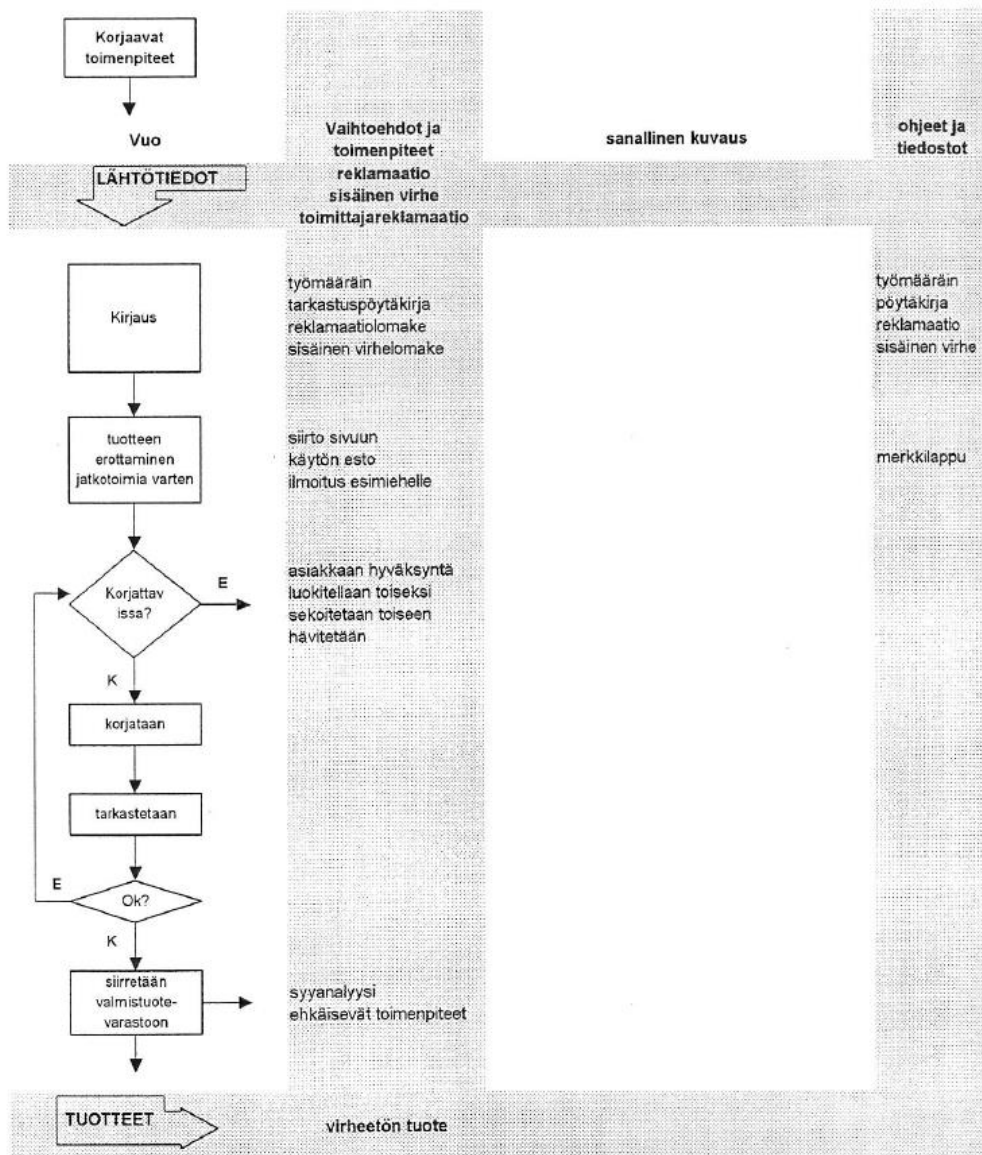 Korjaavat
toimenpiteet
Vuo
Vaihtoehdot ja
toimenpiteet
sanallinen kuvaus
ohjeet ja
tiedostot
LÄHTÖTIEDOT
reklamaatio
sisäinen virhe
toimittajareklamaatio
Kirjaus
työmääräin
tarkastuspöytäkirja
reklamaatiolomake
sisäinen virhelomake
työmääräin
pöytäkirja
reklamaatio
sisäinen virhe
tuotteen
erottaminen
jatkotoimia varten
siirto sivuun
käytön esto
ilmoitus esimiehelle
merkkilappu
Korjattav
issa?
E
asiakkaan hyväksyntä
luokitellaan toiseksi
sekoitetaan toiseen
hävitetään
K
korjataan
tarkastetaan
E
Ok?
K
siirretään
valmistuote-
varastoon
syyanalyysi
ehkäisevät toimenpiteet
TUOTTEET
virheetön tuote